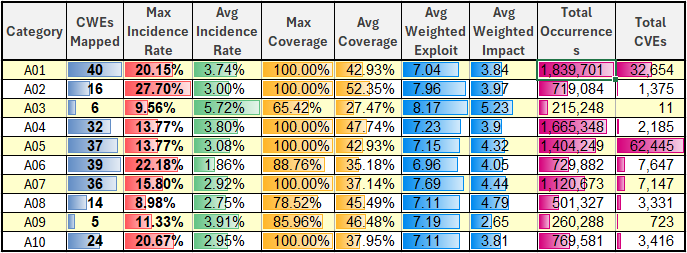 Category CWEs Mapped Max Incidence Rate Avg Incidence Rate Max Coverage Avg Coverage Avg Weighted Exploit Avg Weighted Impact Total Occurrences Total CVEs
A01 40 20.15% 3.74% 100.00% 42.93% 7.04 3.84 1,839,701 32,654
A02 16 27.70% 3.00% 100.00% 52.35% 7.96 3.97 719,084 1,375
A03 6 9.56% 5.72% 65.42% 27.47% 8.17 5.23 215,248 11
A04 32 13.77% 3.80% 100.00% 47.74% 7.23 3.9 1,665,348 2,185
A05 37 13.77% 3.08% 100.00% 42.93% 7.15 4.32 1,404,249 62,445
A06 39 22.18% 1.86% 88.76% 35.18% 6.96 4.05 729,882 7,647
A07 36 15.80% 2.92% 100.00% 37.14% 7.69 4.44 1,120,673 7,147
A08 14 8.98% 2.75% 78.52% 45.49% 7.11 4.79 501,327 3,331
A09 5 11.33% 3.91% 85.96% 46.48% 7.19 2.65 260,288 723
A10 24 20.67% 2.95% 100.00% 37.95% 7.11 3.81 769,581 3,416